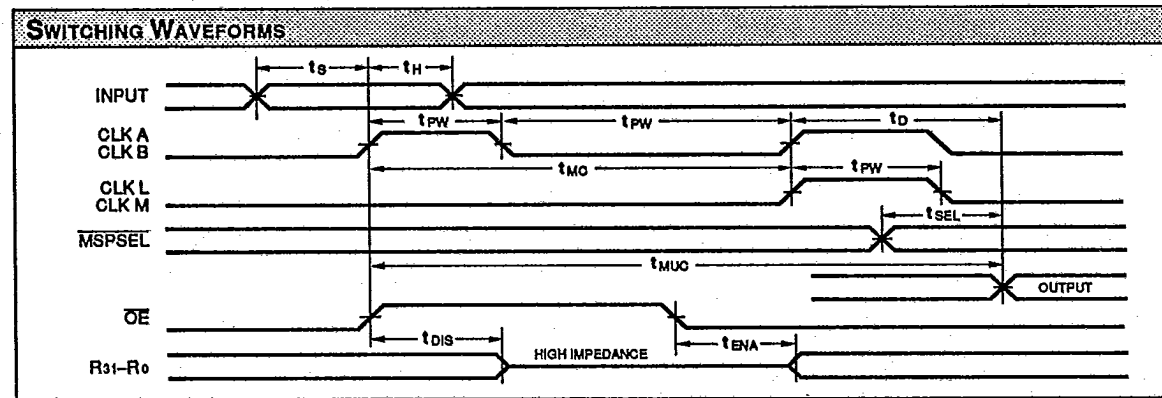 SWITCHING WAVEFORMS
tS tH
INPUT
tPW tPW tD
CLK A
CLK B
tMC tPW
CLK L
CLK M
tSEL
MSPSEL
tMUC
OUTPUT
OE
tDIS tENA
HIGH IMPEDANCE
R31–R0